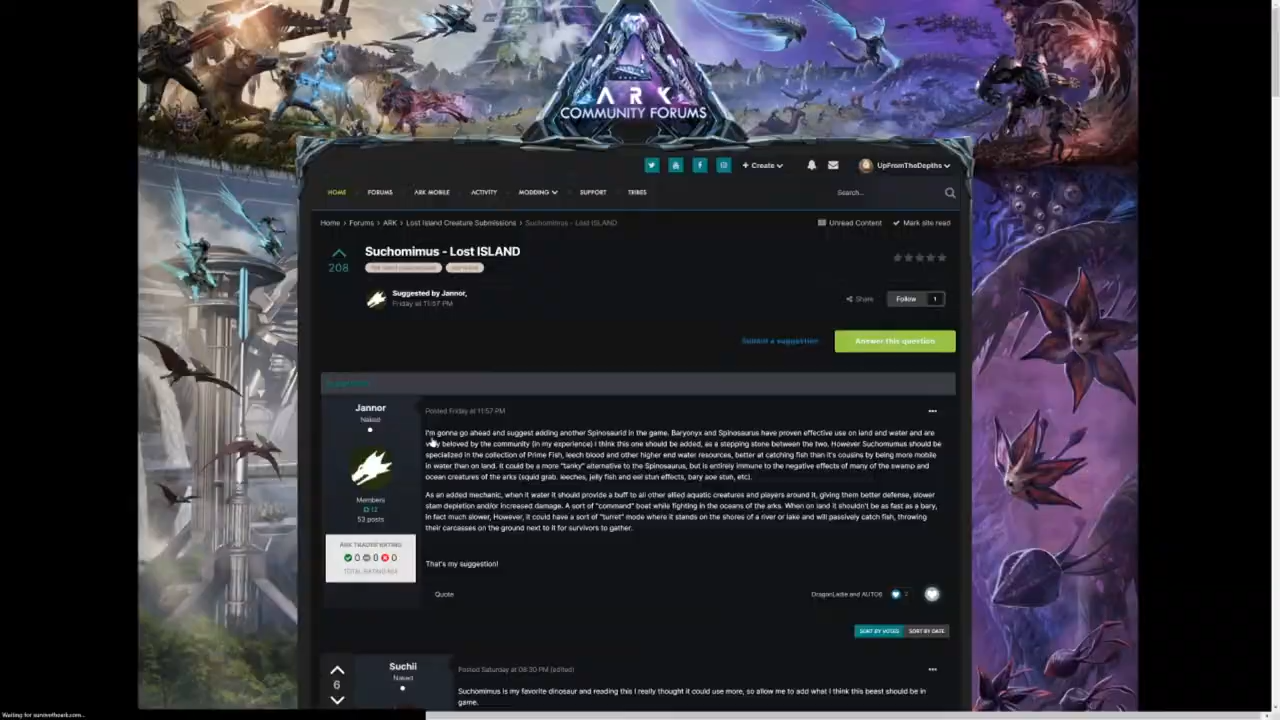 ARK
COMMUNITY FORUMS
+ Create
UpFromTheDepths
HOME FORUMS ARK MOBILE ACTIVITY MODDING SUPPORT TRIBES
Search...
Home › Forums › ARK › Lost Island Creature Submissions › Suchomimus - Lost ISLAND
Unread Content Mark site read
208
Suchomimus - Lost ISLAND
Suggested by Jannor,
Friday at 11:57 PM
Share Follow 1
Submit a suggestion Answer this question
Jannor
Naked
Members
12
53 posts
ARK TRADER RATING
0 0 0
TOTAL RATING
Posted Friday at 11:57 PM
I'm gonna go ahead and suggest adding another Spinosaurid in the game. Baryonyx and Spinosaurus have proven effective use on land and water and are
very beloved by the community (in my experience) I think this one should be added, as a stepping stone between the two. However Suchomumus should be
specialized in the collection of Prime Fish, leech blood and other higher end water resources, better at catching fish than it's cousins by being more mobile
in water than on land. It could be a more "tanky" alternative to the Spinosaurus, but is entirely immune to the negative effects of many of the swamp and
ocean creatures of the arks (squid grab, leeches, jelly fish and eel stun effects, bary aoe stun, etc).
As an added mechanic, when it water it should provide a buff to all other allied aquatic creatures and players around it, giving them better defense, slower
stam depletion and/or increased damage. A sort of "command" boat while fighting in the oceans of the arks. When on land it shouldn't be as fast as a bary,
in fact much slower, However, it could have a sort of "turret" mode where it stands on the shores of a river or lake and will passively catch fish, throwing
their carcasses on the ground next to it for survivors to gather.
That's my suggestion!
Quote
DragonLadie and AUTO6 2
SORT BY VOTES SORT BY DATE
6
Suchii
Naked
Posted Saturday at 08:30 PM (edited)
Suchomimus is my favorite dinosaur and reading this I really thought it could use more, so allow me to add what I think this beast should be in
game.
Waiting for survivetheark.com...